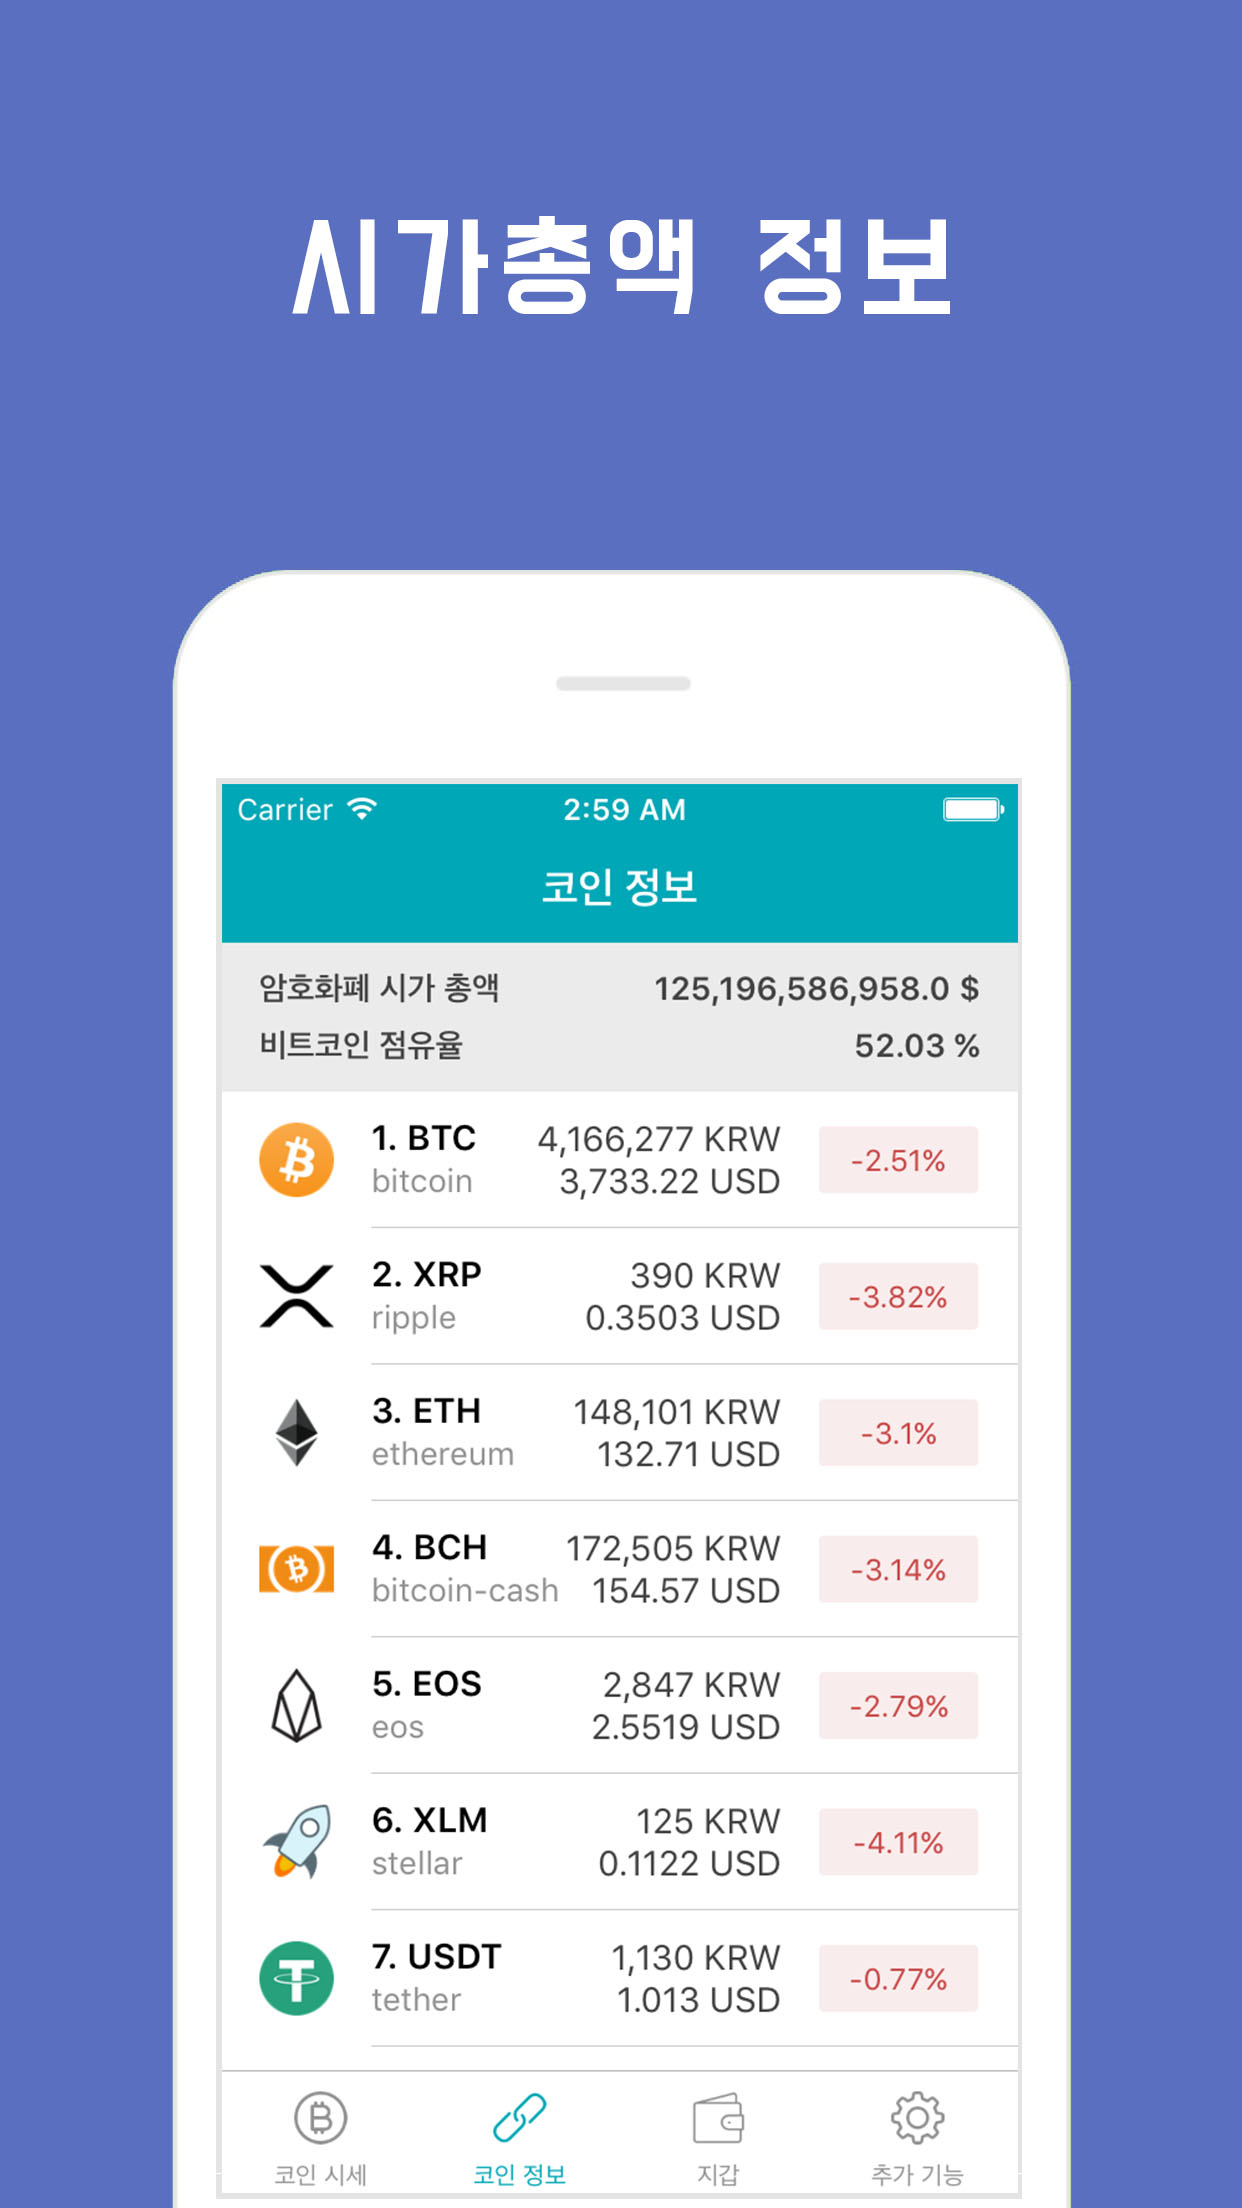 시가총액 정보
Carrier 2:59 AM
코인 정보
암호화폐 시가 총액 125,196,586,958.0 $
비트코인 점유율 52.03 %
1. BTC 4,166,277 KRW
bitcoin 3,733.22 USD
-2.51%
2. XRP 390 KRW
ripple 0.3503 USD
-3.82%
3. ETH 148,101 KRW
ethereum 132.71 USD
-3.1%
4. BCH 172,505 KRW
bitcoin-cash 154.57 USD
-3.14%
5. EOS 2,847 KRW
eos 2.5519 USD
-2.79%
6. XLM 125 KRW
stellar 0.1122 USD
-4.11%
7. USDT 1,130 KRW
tether 1.013 USD
-0.77%
코인 시세 코인 정보 지갑 추가 기능